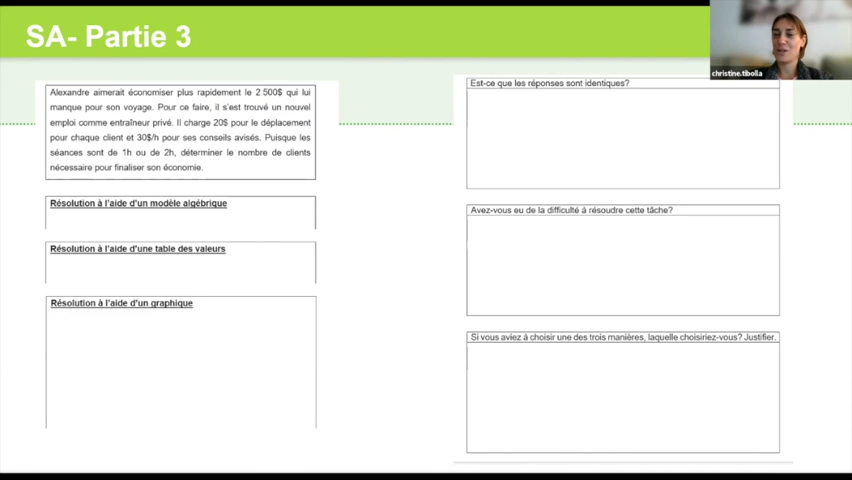 SA- Partie 3
christine.tibolla
Alexandre aimerait économiser plus rapidement le 2 500$ qui lui
manque pour son voyage. Pour ce faire, il s'est trouvé un nouvel
emploi comme entraîneur privé. Il charge 20$ pour le déplacement
pour chaque client et 30$/h pour ses conseils avisés. Puisque les
séances sont de 1h ou de 2h, déterminer le nombre de clients
nécessaire pour finaliser son économie.
Résolution à l'aide d'un modèle algébrique
Résolution à l'aide d'une table des valeurs
Résolution à l'aide d'un graphique
Est-ce que les réponses sont identiques?
Avez-vous eu de la difficulté à résoudre cette tâche?
Si vous aviez à choisir une des trois manières, laquelle choisiriez-vous? Justifier.